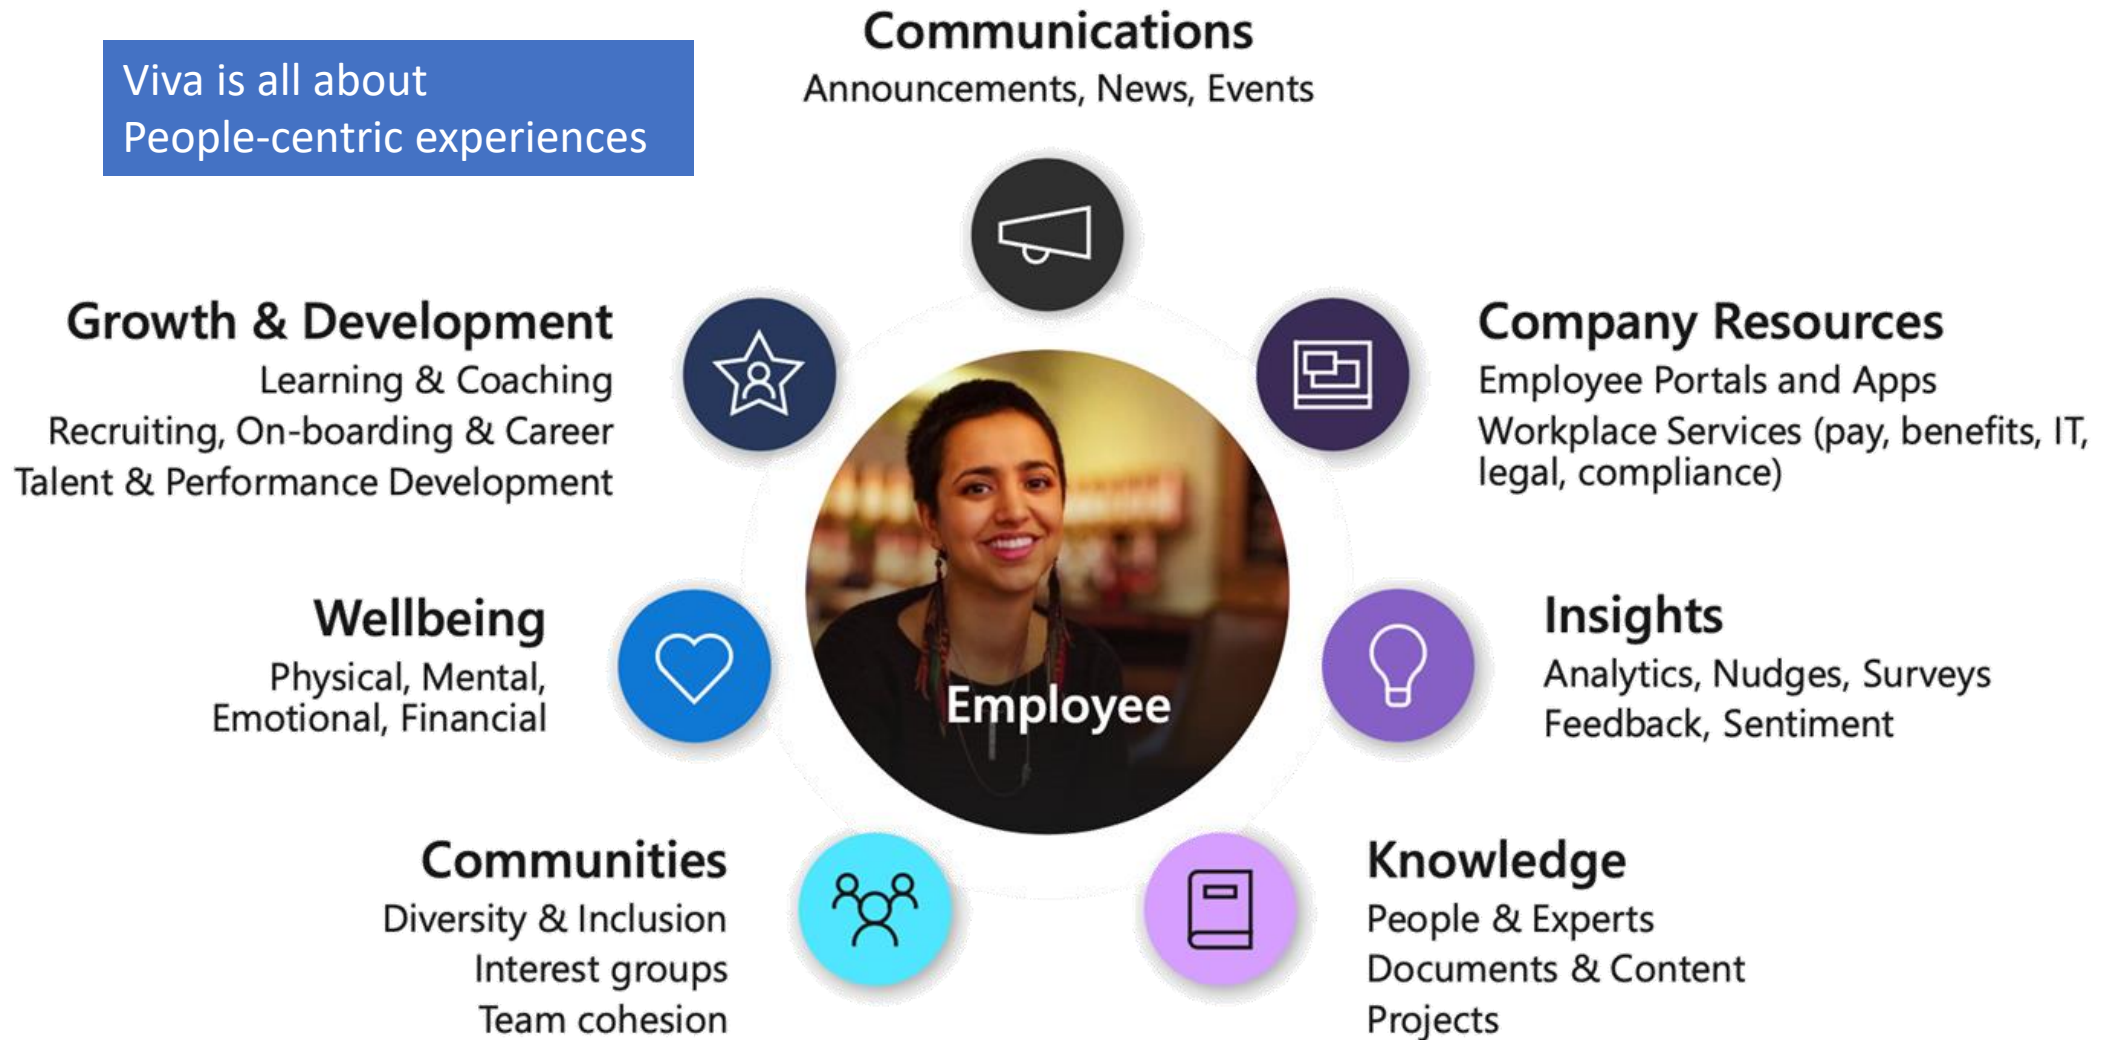 Viva is all about
People-centric experiences
Communications
Announcements, News, Events
Growth & Development
Learning & Coaching
Recruiting, On-boarding & Career
Talent & Performance Development
Company Resources
Employee Portals and Apps
Workplace Services (pay, benefits, IT,
legal, compliance)
Wellbeing
Physical, Mental,
Emotional, Financial
Employee
Insights
Analytics, Nudges, Surveys
Feedback, Sentiment
Communities
Diversity & Inclusion
Interest groups
Team cohesion
Knowledge
People & Experts
Documents & Content
Projects